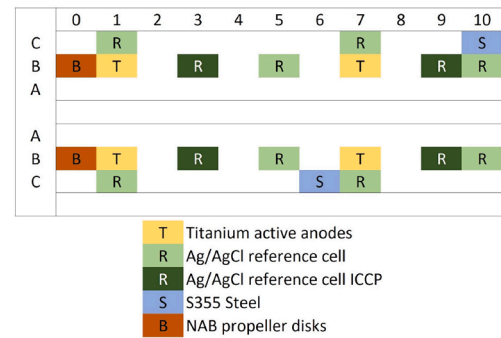 0 1 2 3 4 5 6 7 8 9 10
C R R S
B B T R R T R R
A
A
B B T R R T R R
C R S R
T Titanium active anodes
R Ag/AgCl reference cell
R Ag/AgCl reference cell ICCP
S S355 Steel
B NAB propeller disks